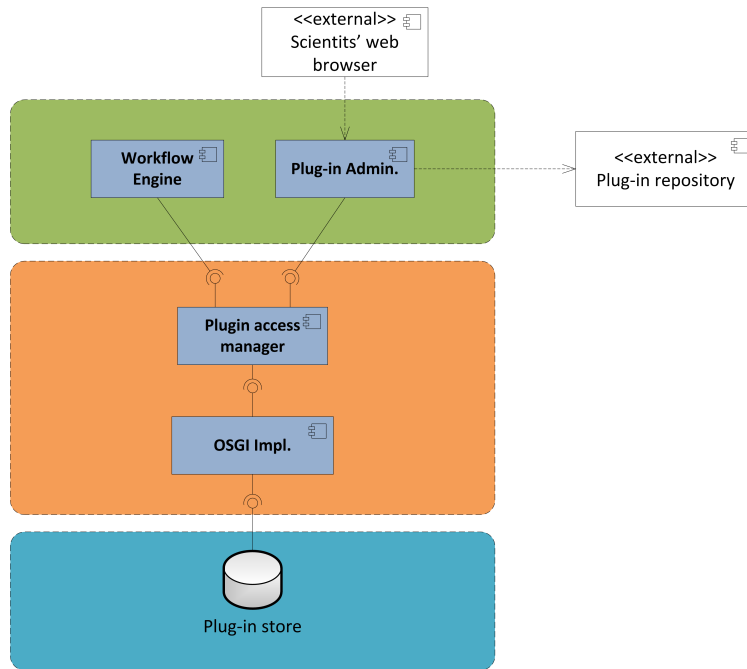 <<external>>
Scientits' web
browser
Workflow
Engine
Plug-in Admin.
<<external>>
Plug-in repository
Plugin access
manager
OSGI Impl.
Plug-in store